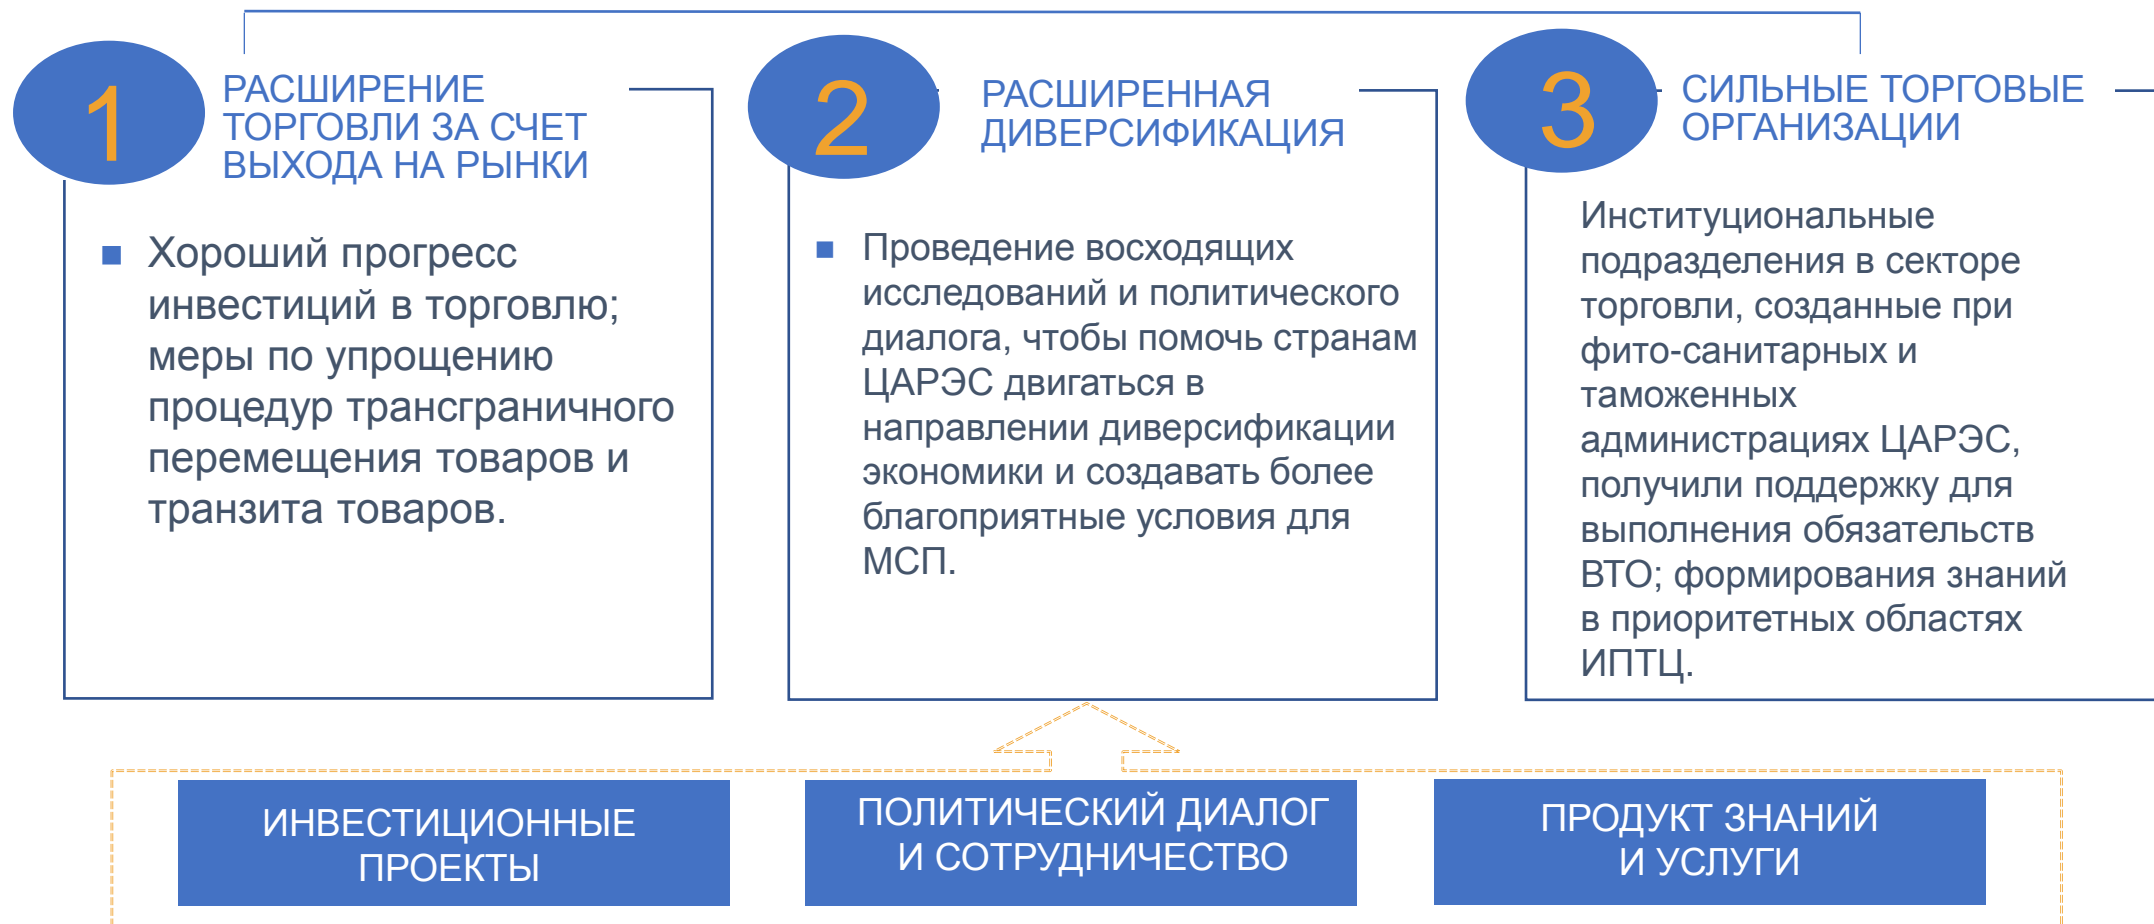 1
РАСШИРЕНИЕ
ТОРГОВЛИ ЗА СЧЕТ
ВЫХОДА НА РЫНКИ
Хороший прогресс
инвестиций в торговлю;
меры по упрощению
процедур трансграничного
перемещения товаров и
транзита товаров.
2
РАСШИРЕННАЯ
ДИВЕРСИФИКАЦИЯ
Проведение восходящих
исследований и политического
диалога, чтобы помочь странам
ЦАРЭС двигаться в
направлении диверсификации
экономики и создавать более
благоприятные условия для
МСП.
3
СИЛЬНЫЕ ТОРГОВЫЕ
ОРГАНИЗАЦИИ
Институциональные
подразделения в секторе
торговли, созданные при
фито-санитарных и
таможенных
администрациях ЦАРЭС,
получили поддержку для
выполнения обязательств
ВТО; формирования знаний
в приоритетных областях
ИПТЦ.
ИНВЕСТИЦИОННЫЕ
ПРОЕКТЫ
ПОЛИТИЧЕСКИЙ ДИАЛОГ
И СОТРУДНИЧЕСТВО
ПРОДУКТ ЗНАНИЙ
И УСЛУГИ